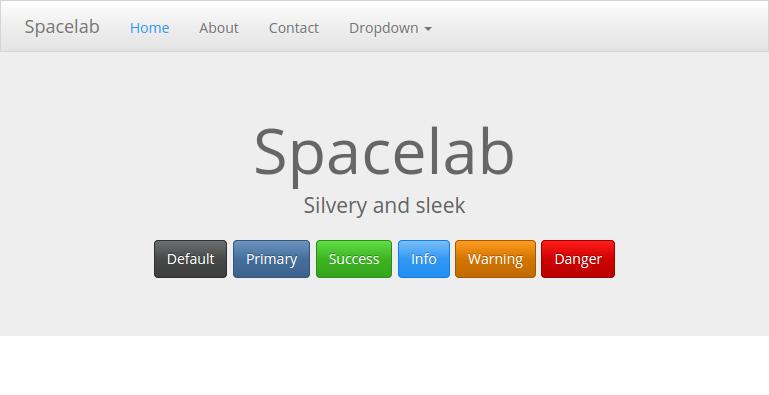 Spacelab Home About Contact Dropdown
Spacelab
Silvery and sleek
Default Primary Success Info Warning Danger